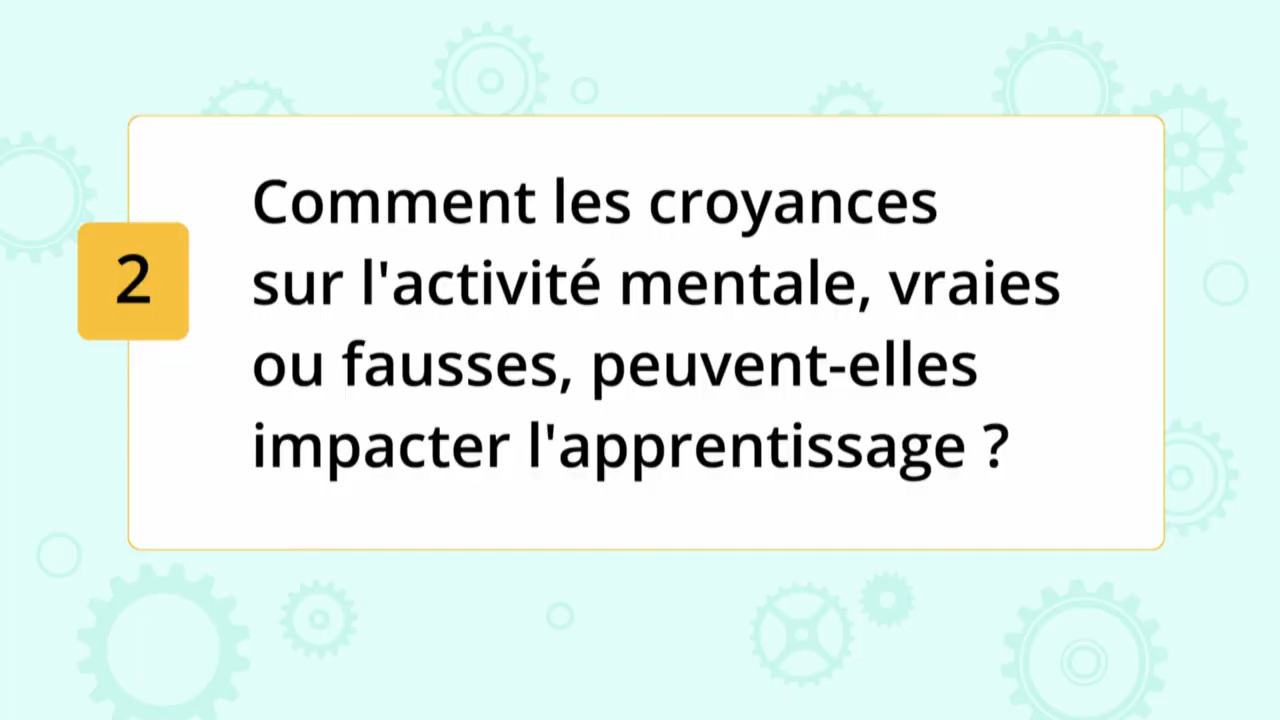 2
Comment les croyances
sur l'activité mentale, vraies
ou fausses, peuvent-elles
impacter l'apprentissage ?